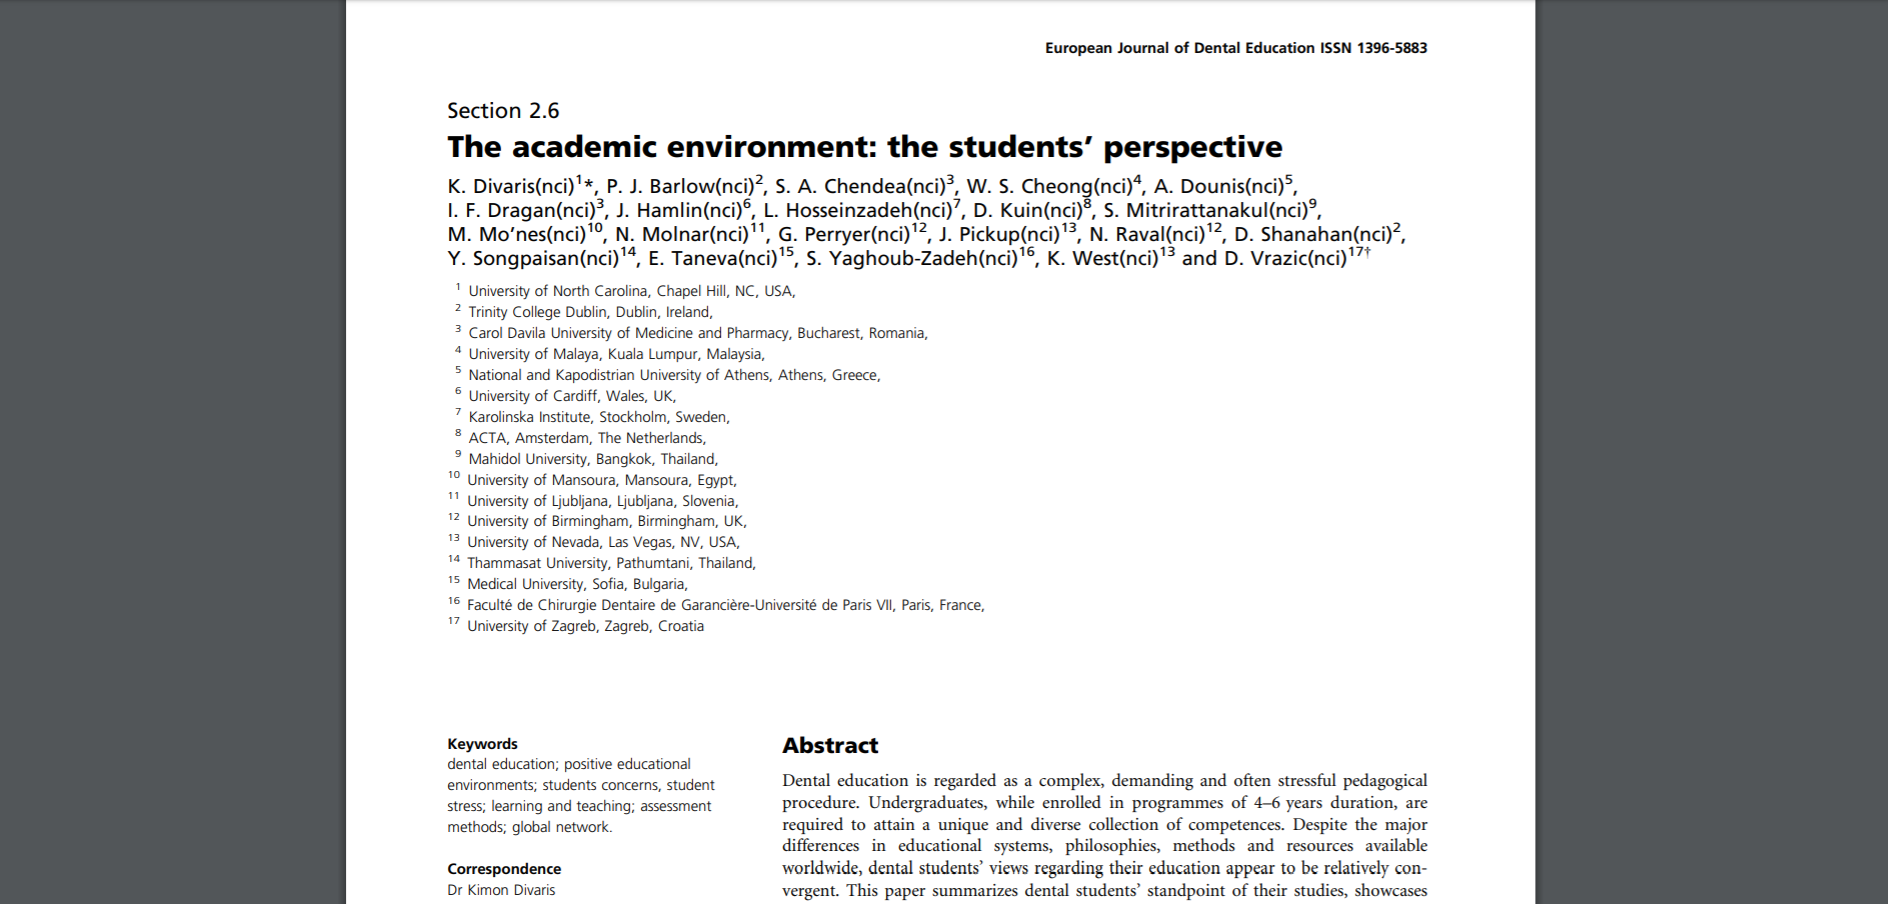 European Journal of Dental Education ISSN 1396-5883
Section 2.6
The academic environment: the students’ perspective
K. Divaris(nci)1*, P. J. Barlow(nci)2, S. A. Chendea(nci)3, W. S. Cheong(nci)4, A. Dounis(nci)5,
I. F. Dragan(nci)3, J. Hamlin(nci)6, L. Hosseinzadeh(nci)7, D. Kuin(nci)8, S. Mitrirattanakul(nci)9,
M. Mo’nes(nci)10, N. Molnar(nci)11, G. Perryer(nci)12, J. Pickup(nci)13, N. Raval(nci)12, D. Shanahan(nci)2,
Y. Songpaisan(nci)14, E. Taneva(nci)15, S. Yaghoub-Zadeh(nci)16, K. West(nci)13 and D. Vrazic(nci)17†
1 University of North Carolina, Chapel Hill, NC, USA,
2 Trinity College Dublin, Dublin, Ireland,
3 Carol Davila University of Medicine and Pharmacy, Bucharest, Romania,
4 University of Malaya, Kuala Lumpur, Malaysia,
5 National and Kapodistrian University of Athens, Athens, Greece,
6 University of Cardiff, Wales, UK,
7 Karolinska Institute, Stockholm, Sweden,
8 ACTA, Amsterdam, The Netherlands,
9 Mahidol University, Bangkok, Thailand,
10 University of Mansoura, Mansoura, Egypt,
11 University of Ljubljana, Ljubljana, Slovenia,
12 University of Birmingham, Birmingham, UK,
13 University of Nevada, Las Vegas, NV, USA,
14 Thammasat University, Pathumtani, Thailand,
15 Medical University, Sofia, Bulgaria,
16 Faculté de Chirurgie Dentaire de Garancière-Université de Paris VII, Paris, France,
17 University of Zagreb, Zagreb, Croatia
Keywords
dental education; positive educational
environments; students concerns, student
stress; learning and teaching; assessment
methods; global network.
Correspondence
Dr Kimon Divaris
Abstract
Dental education is regarded as a complex, demanding and often stressful pedagogical
procedure. Undergraduates, while enrolled in programmes of 4–6 years duration, are
required to attain a unique and diverse collection of competences. Despite the major
differences in educational systems, philosophies, methods and resources available
worldwide, dental students’ views regarding their education appear to be relatively con-
vergent. This paper summarizes dental students’ standpoint of their studies, showcases